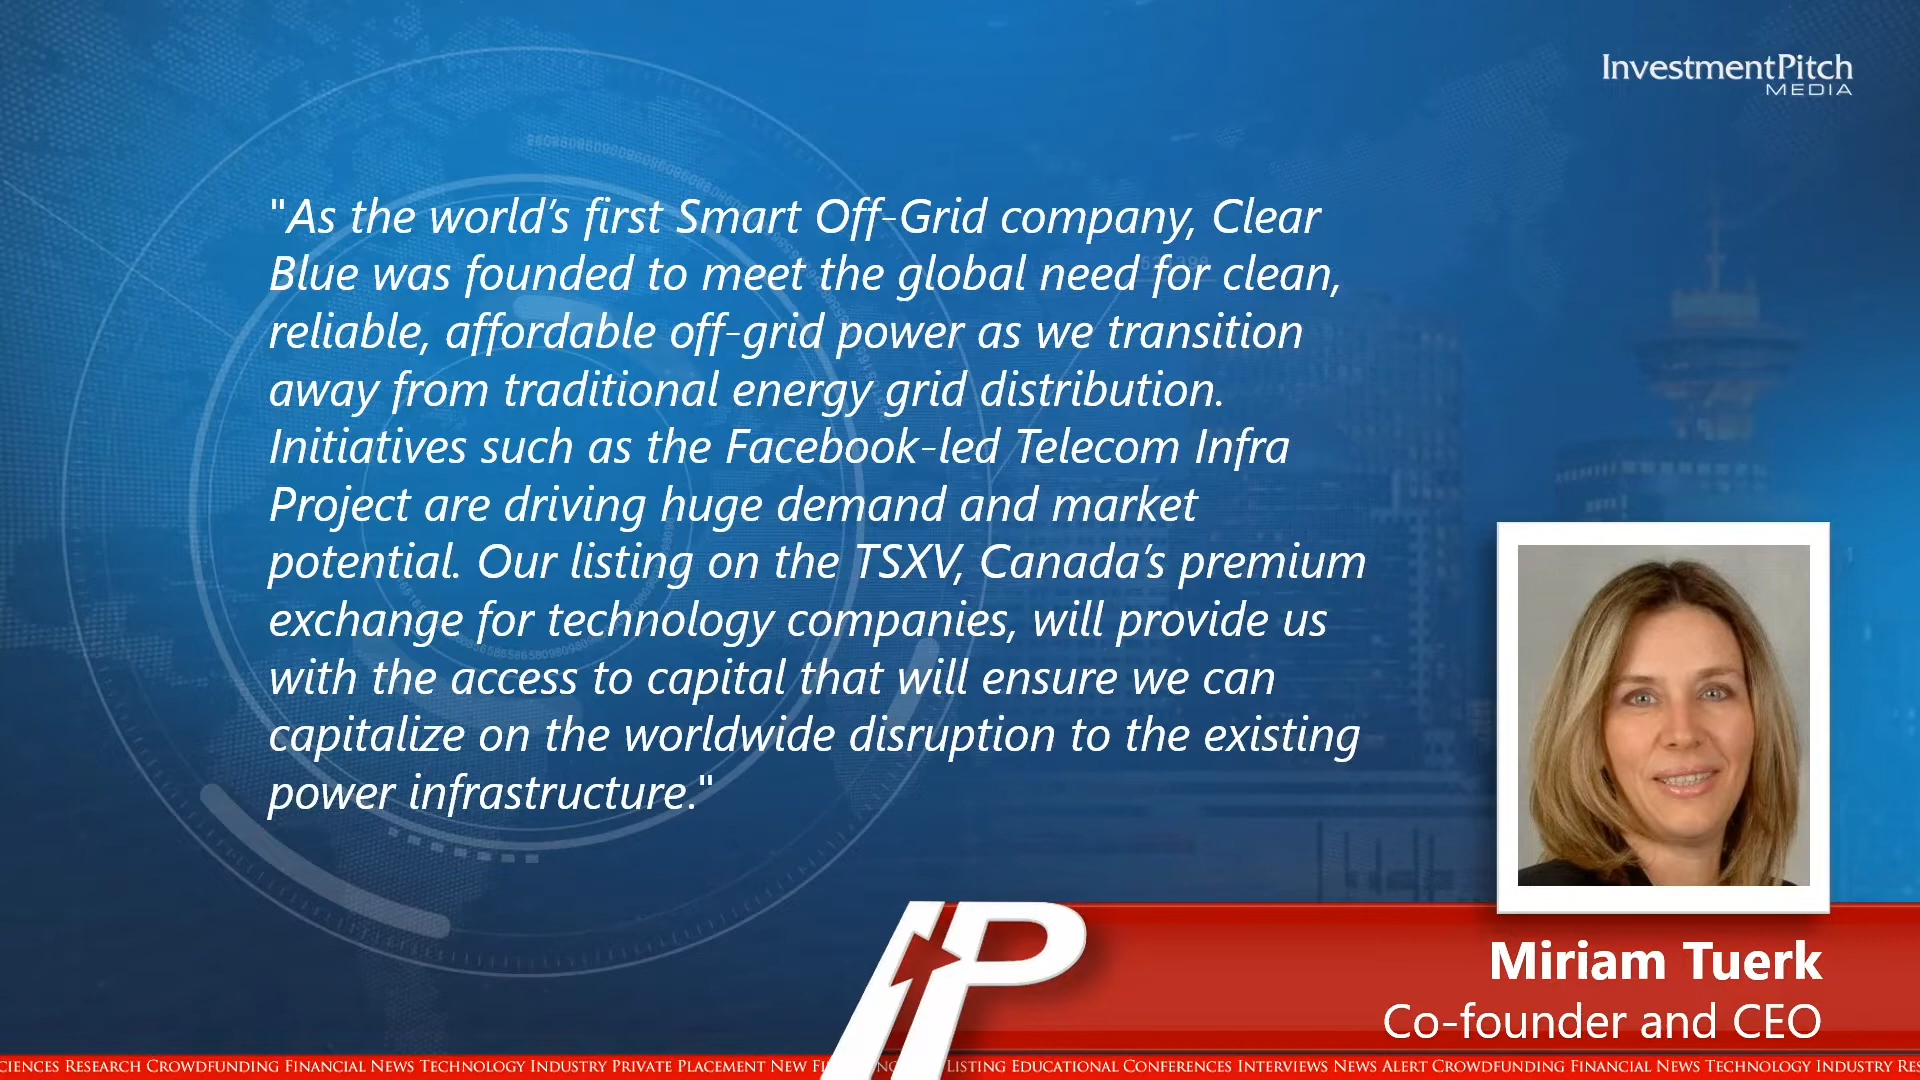 InvestmentPitch
MEDIA
"As the world’s first Smart Off-Grid company, Clear
Blue was founded to meet the global need for clean,
reliable, affordable off-grid power as we transition
away from traditional energy grid distribution.
Initiatives such as the Facebook-led Telecom Infra
Project are driving huge demand and market
potential. Our listing on the TSXV, Canada’s premium
exchange for technology companies, will provide us
with the access to capital that will ensure we can
capitalize on the worldwide disruption to the existing
power infrastructure."
IP
Miriam Tuerk
Co-founder and CEO
RESEARCH CROWDFUNDING FINANCIAL NEWS TECHNOLOGY INDUSTRY PRIVATE PLACEMENT NEW LISTING EDUCATIONAL CONFERENCES INTERVIEWS NEWS ALERT CROWDFUNDING FINANCIAL NEWS TECHNOLOGY INDUSTRY